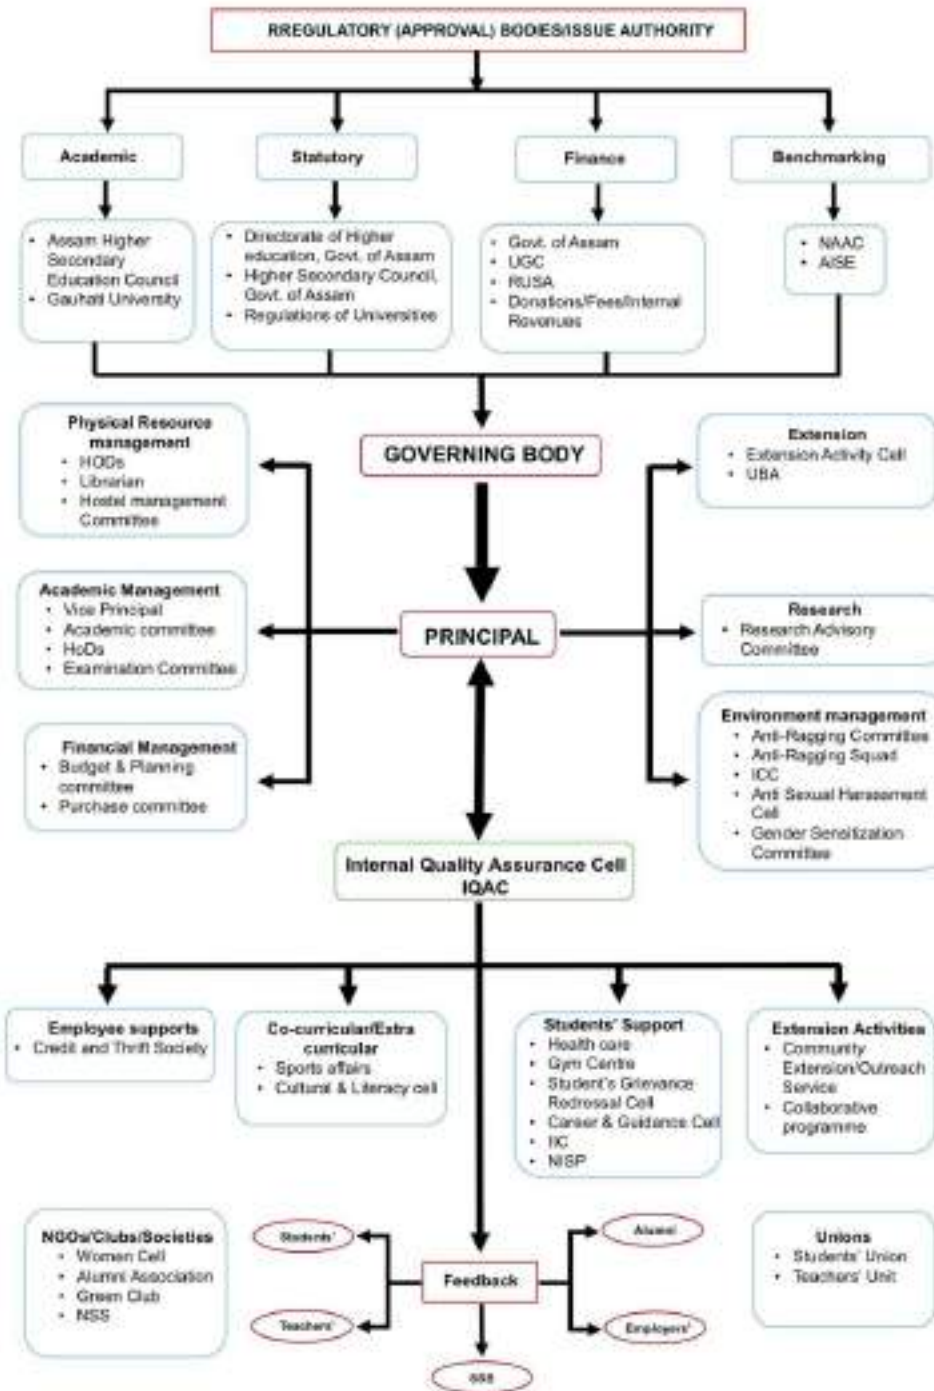 RREGULATORY (APPROVAL) BODIES/ISSUE AUTHORITY
Academic
Statutory
Finance
Benchmarking
• Assam Higher
Secondary
Education Council
• Gauhati University
• Directorate of Higher
education, Govt. of Assam
• Higher Secondary Council,
Govt. of Assam
• Regulations of Universities
• Govt. of Assam
• UGC
• RUSA
• Donations/Fees/Internal
Revenues
• NAAC
• AISE
Physical Resource
management
• HODs
• Librarian
• Hostel management
Committee
GOVERNING BODY
Extension
• Extension Activity Cell
• UBA
Academic Management
• Vice Principal
• Academic committee
• HoDs
• Examination Committee
PRINCIPAL
Research
• Research Advisory
Committee
Financial Management
• Budget & Planning
committee
• Purchase committee
Environment management
• Anti-Ragging Committee
• Anti-Ragging Squad
• ICC
• Anti Sexual Harassment
Cell
• Gender Sensitization
Committee
Internal Quality Assurance Cell
IQAC
Employee supports
• Credit and Thrift Society
Co-curricular/Extra
curricular
• Sports affairs
• Cultural & Literacy cell
Students' Support
• Health care
• Gym Centre
• Student's Grievance
Redressal Cell
• Career & Guidance Cell
• IIC
• NISP
Extension Activities
• Community
Extension/Outreach
Service
• Collaborative
programme
NGOs/Clubs/Societies
• Women Cell
• Alumni Association
• Green Club
• NSS
Students'
Alumni
Feedback
Teachers'
Employers'
SSS
Unions
• Students' Union
• Teachers' Unit